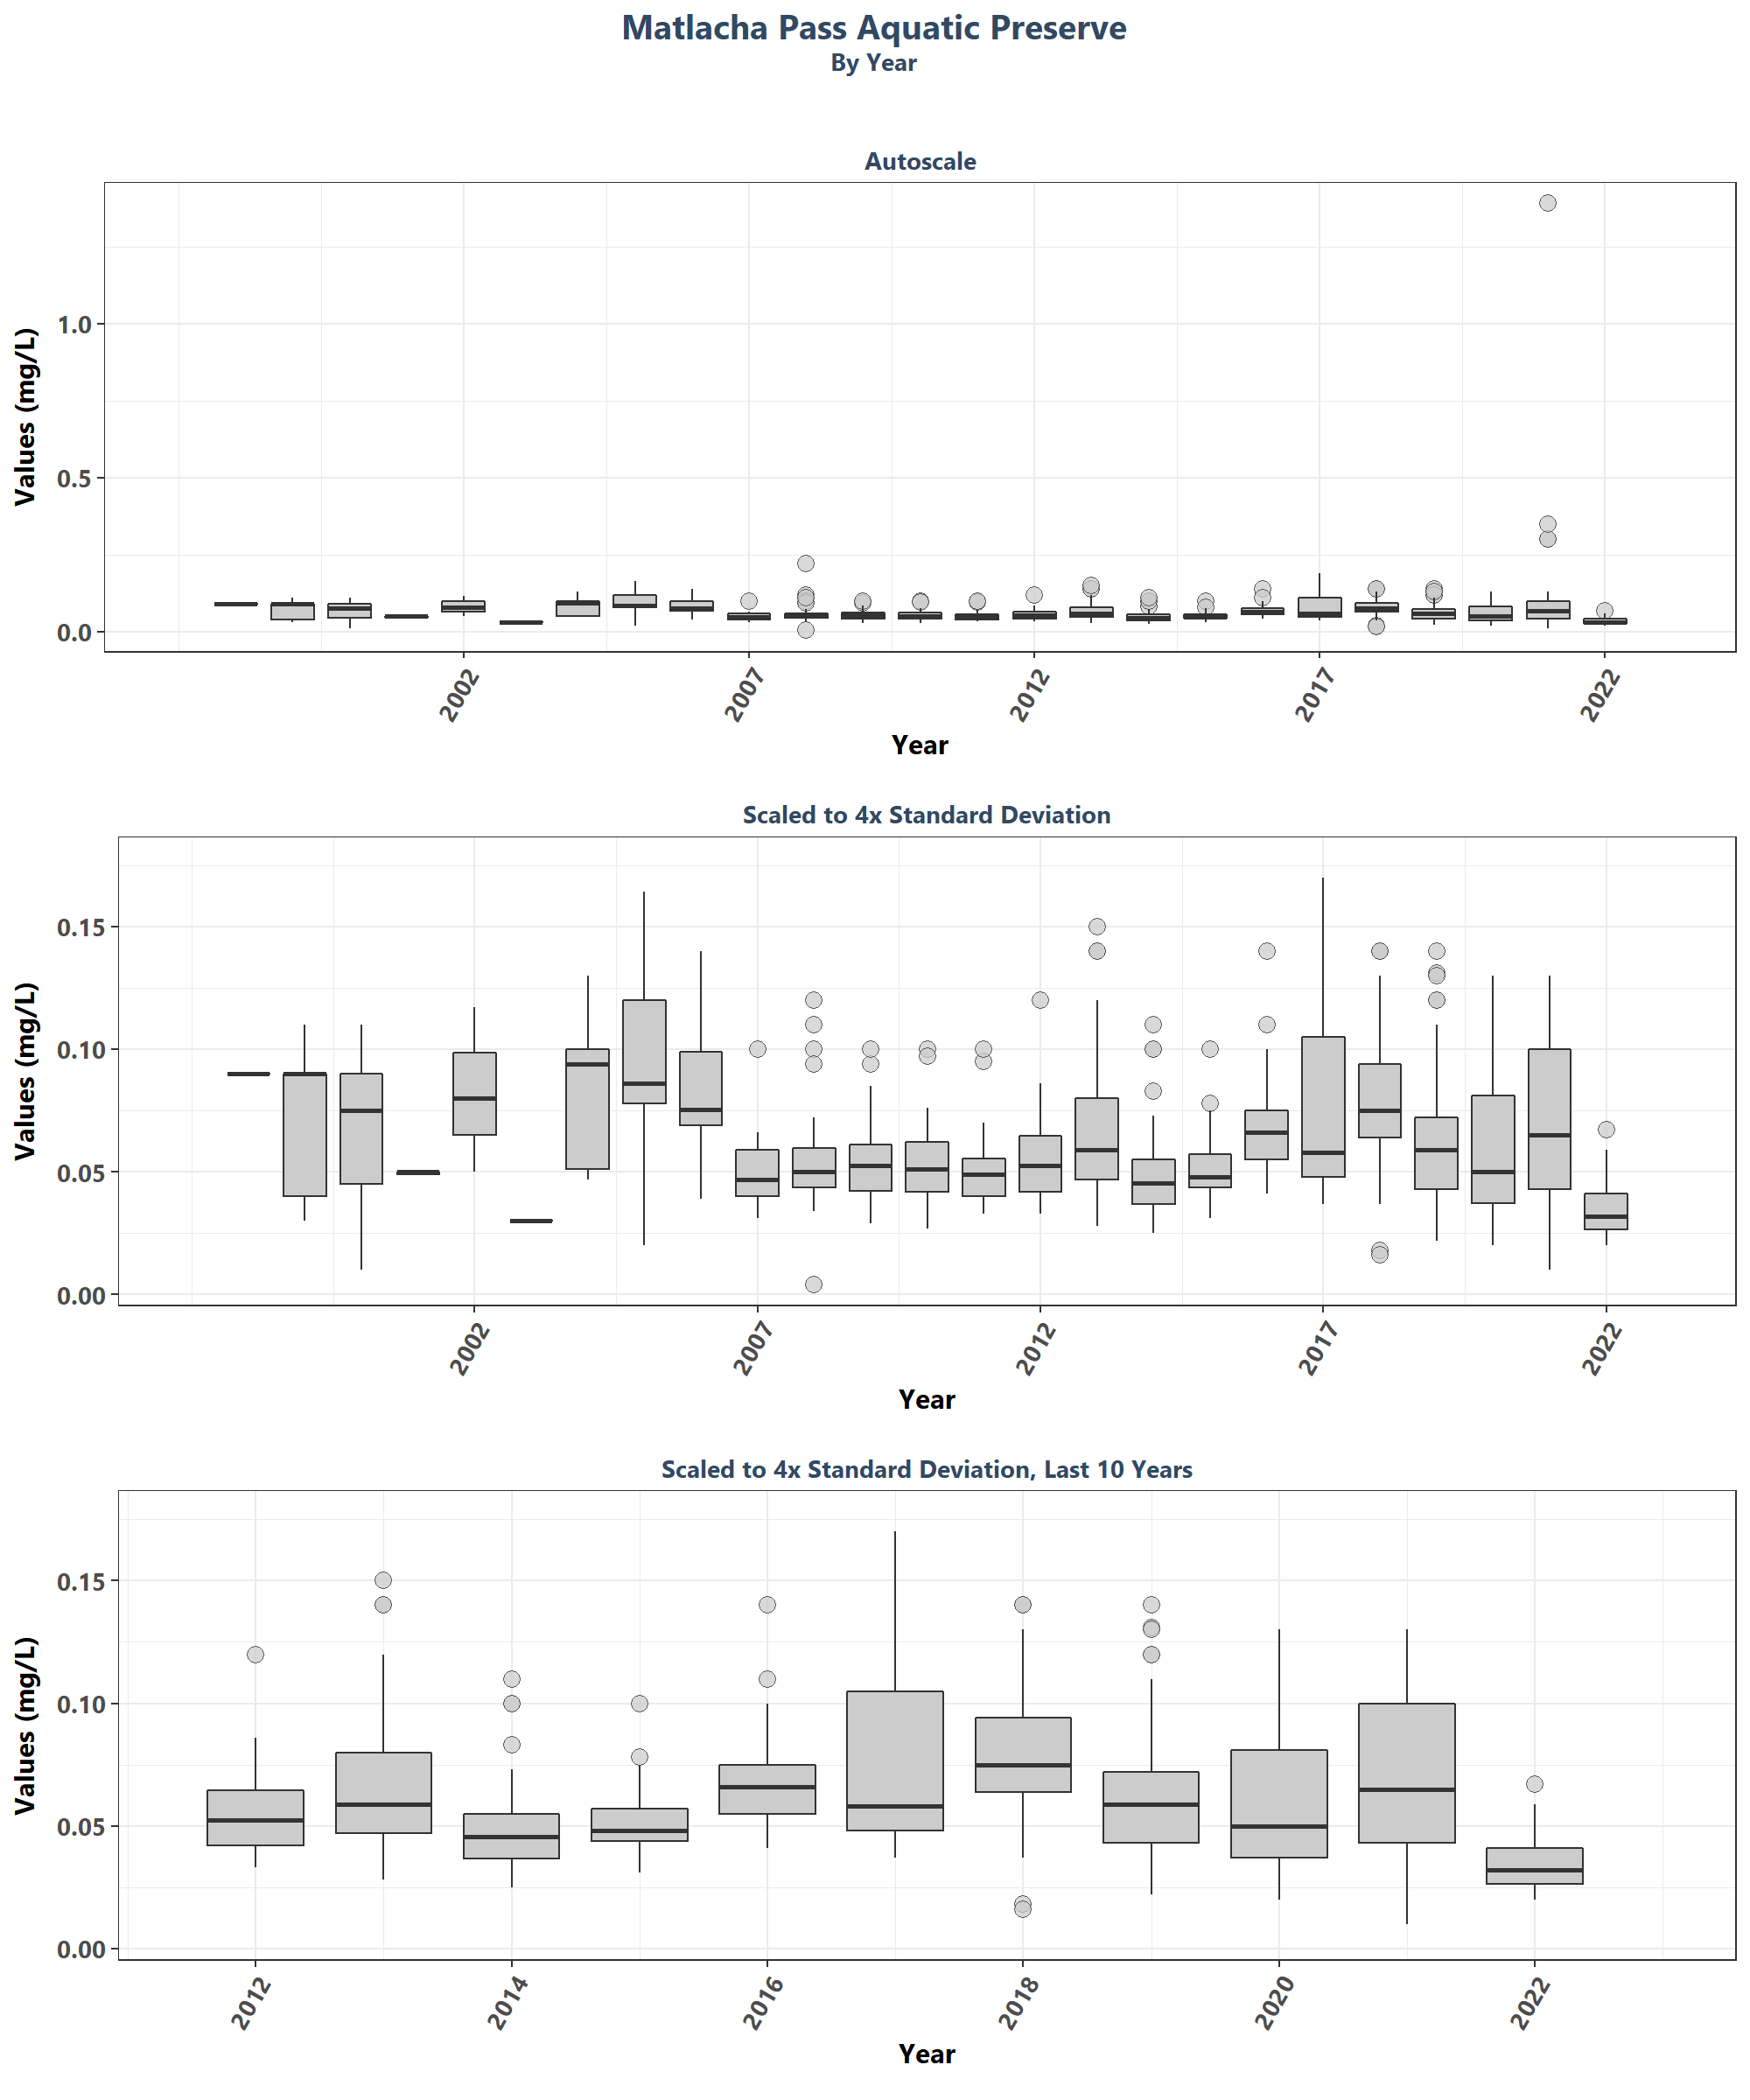 Matlacha Pass Aquatic Preserve
By Year
Autoscale
Values (mg/L)
1.0
0.5
0.0
2002
2007
2012
2017
2022
Year
Scaled to 4x Standard Deviation
Values (mg/L)
0.15
0.10
0.05
0.00
2002
2007
2012
2017
2022
Year
Scaled to 4x Standard Deviation, Last 10 Years
Values (mg/L)
0.15
0.10
0.05
0.00
2012
2014
2016
2018
2020
2022
Year